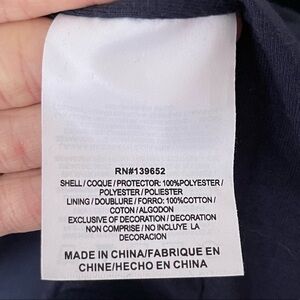 RN#139652
SHELL / COQUE / PROTECTOR: 100%POLYESTER /
POLYESTER / POLIESTER
LINING / DOUBLURE / FORRO: 100%COTTON /
COTON / ALGODON
EXCLUSIVE OF DECORATION / DECORATION
NON COMPRISE / NO INCLUYE LA
DECORACION
MADE IN CHINA/FABRIQUE EN
CHINE/HECHO EN CHINA